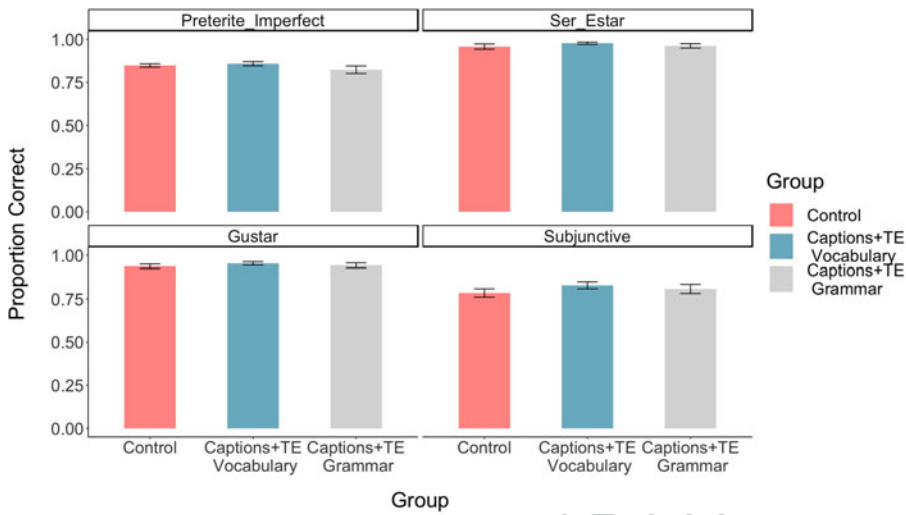 Preterite_Imperfect
Ser_Estar
1.00
0.75
0.50
0.25
0.00
Gustar
Subjunctive
1.00
0.75
0.50
0.25
0.00
Proportion Correct
Control
Captions+TE
Vocabulary
Captions+TE
Grammar
Control
Captions+TE
Vocabulary
Captions+TE
Grammar
Group
Group
Control
Captions+TE
Vocabulary
Captions+TE
Grammar